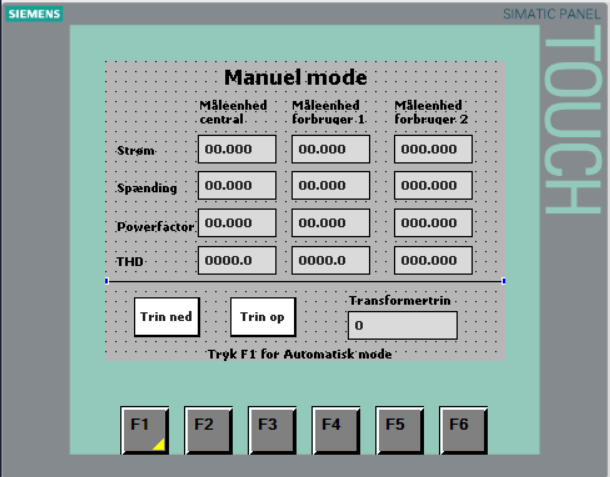 SIEMENS
SIMATIC PANEL
TOUCH
Manuel mode
Måleenhed central
Måleenhed forbruger 1
Måleenhed forbruger 2
Strøm 00.000 00.000 000.000
Spænding 00.000 00.000 000.000
Powerfactor 00.000 00.000 000.000
THD 0000.0 0000.0 000.000
Trin ned
Trin op
Transformertrin
0
Tryk F1 for Automatisk mode
F1 F2 F3 F4 F5 F6